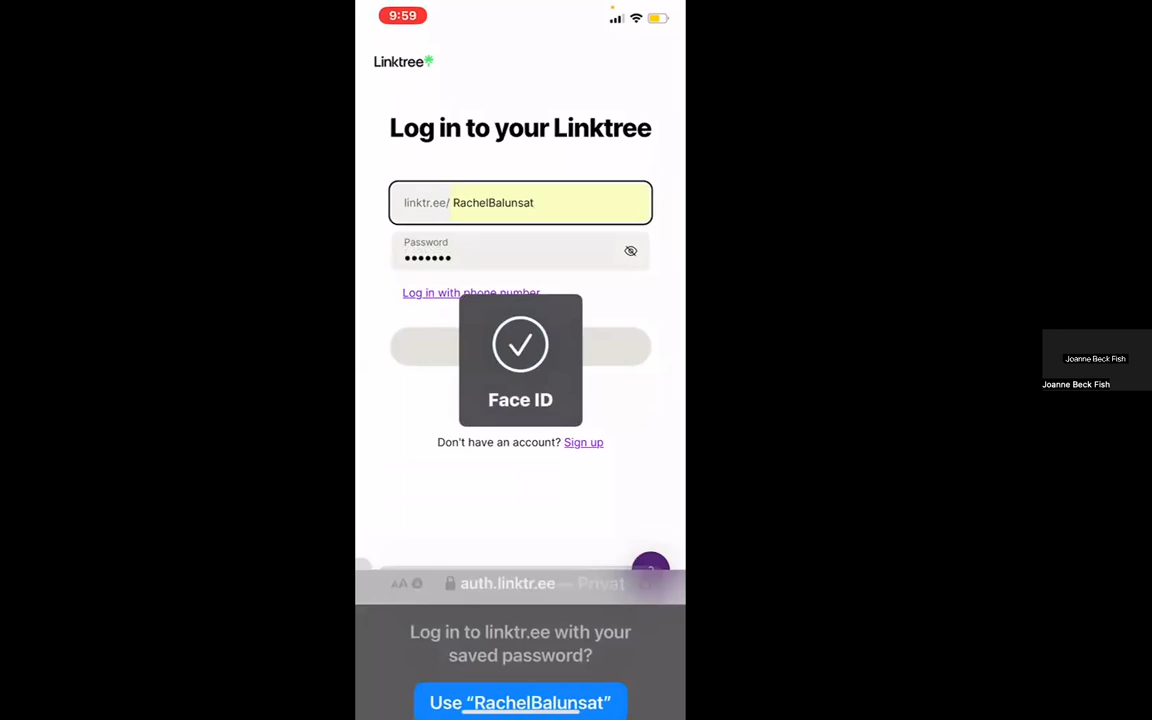 9:59
Linktree
Log in to your Linktree
linktr.ee/ RachelBalunsat
Password
Log in with phone number
Face ID
Don't have an account? Sign up
AA auth.linktr.ee — Privat
Log in to linktr.ee with your
saved password?
Use “RachelBalunsat”
Joanne Beck Fish
Joanne Beck Fish